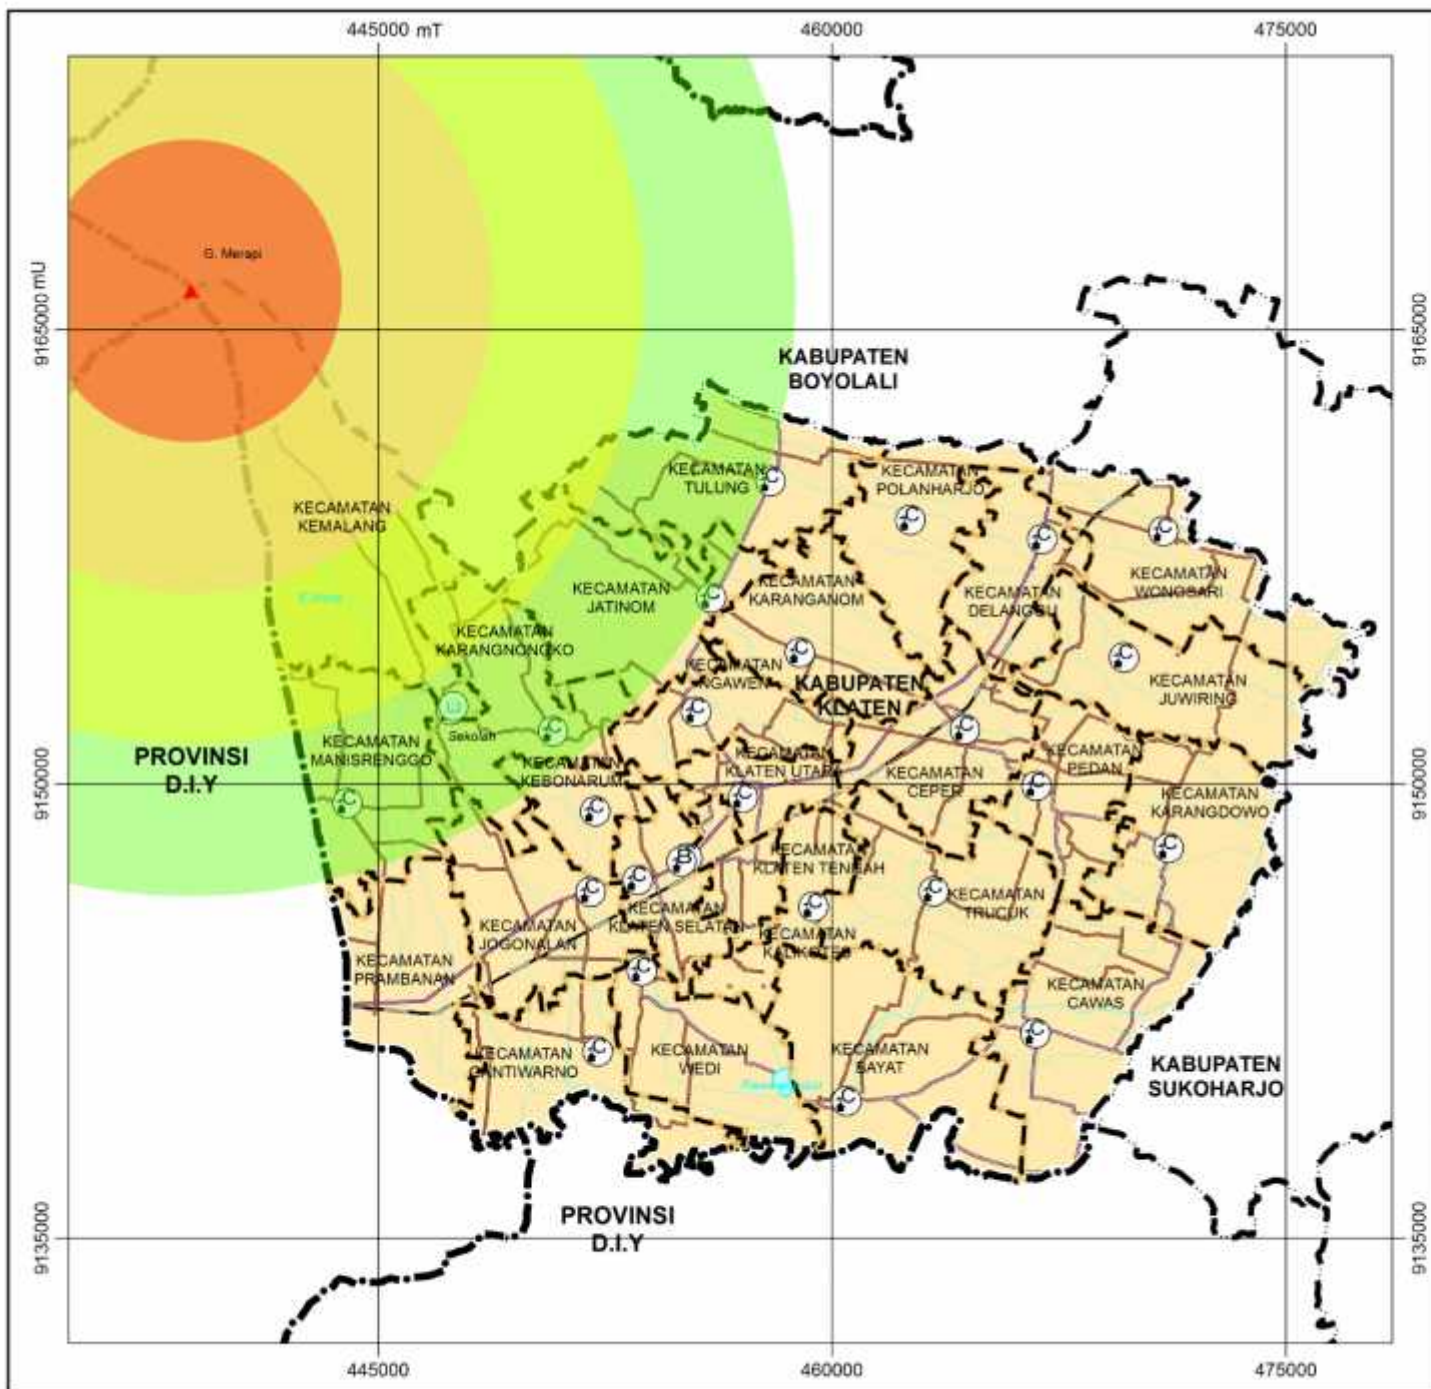 445000 mT
460000
475000
G. Merapi
9165000 mU
9165000
KABUPATEN
BOYOLALI
KECAMATAN
TULUNG
KECAMATAN
POLANHARJO
KECAMATAN
KEMALANG
KECAMATAN
JATINOM
KECAMATAN
KARANGANOM
KECAMATAN
DELANGGU
KECAMATAN
WONOSARI
KECAMATAN
KARANGNONGKO
KECAMATAN
NGAWEN
KABUPATEN
KLATEN
KECAMATAN
JUWIRING
Sekolah
KECAMATAN
MANISRENGGO
PROVINSI
D.I.Y
KECAMATAN
KEBONARUM
KECAMATAN
KLATEN UTARA
KECAMATAN
CEPER
KECAMATAN
PEDAN
9150000
9150000
KECAMATAN
KARANGDOWO
KECAMATAN
KLATEN TENGAH
KECAMATAN
TRUCUK
KECAMATAN
KLATEN SELATAN
KECAMATAN
JOGONALAN
KECAMATAN
KALIKOTES
KECAMATAN
PRAMBANAN
KECAMATAN
CAWAS
KECAMATAN
GANTIWARNO
KECAMATAN
WEDI
KECAMATAN
BAYAT
KABUPATEN
SUKOHARJO
PROVINSI
D.I.Y
9135000
9135000
445000
460000
475000
C
C
C
C
C
C
C
C
C
C
C
C
C
B
C
C
C
C
C
C
C
C
C